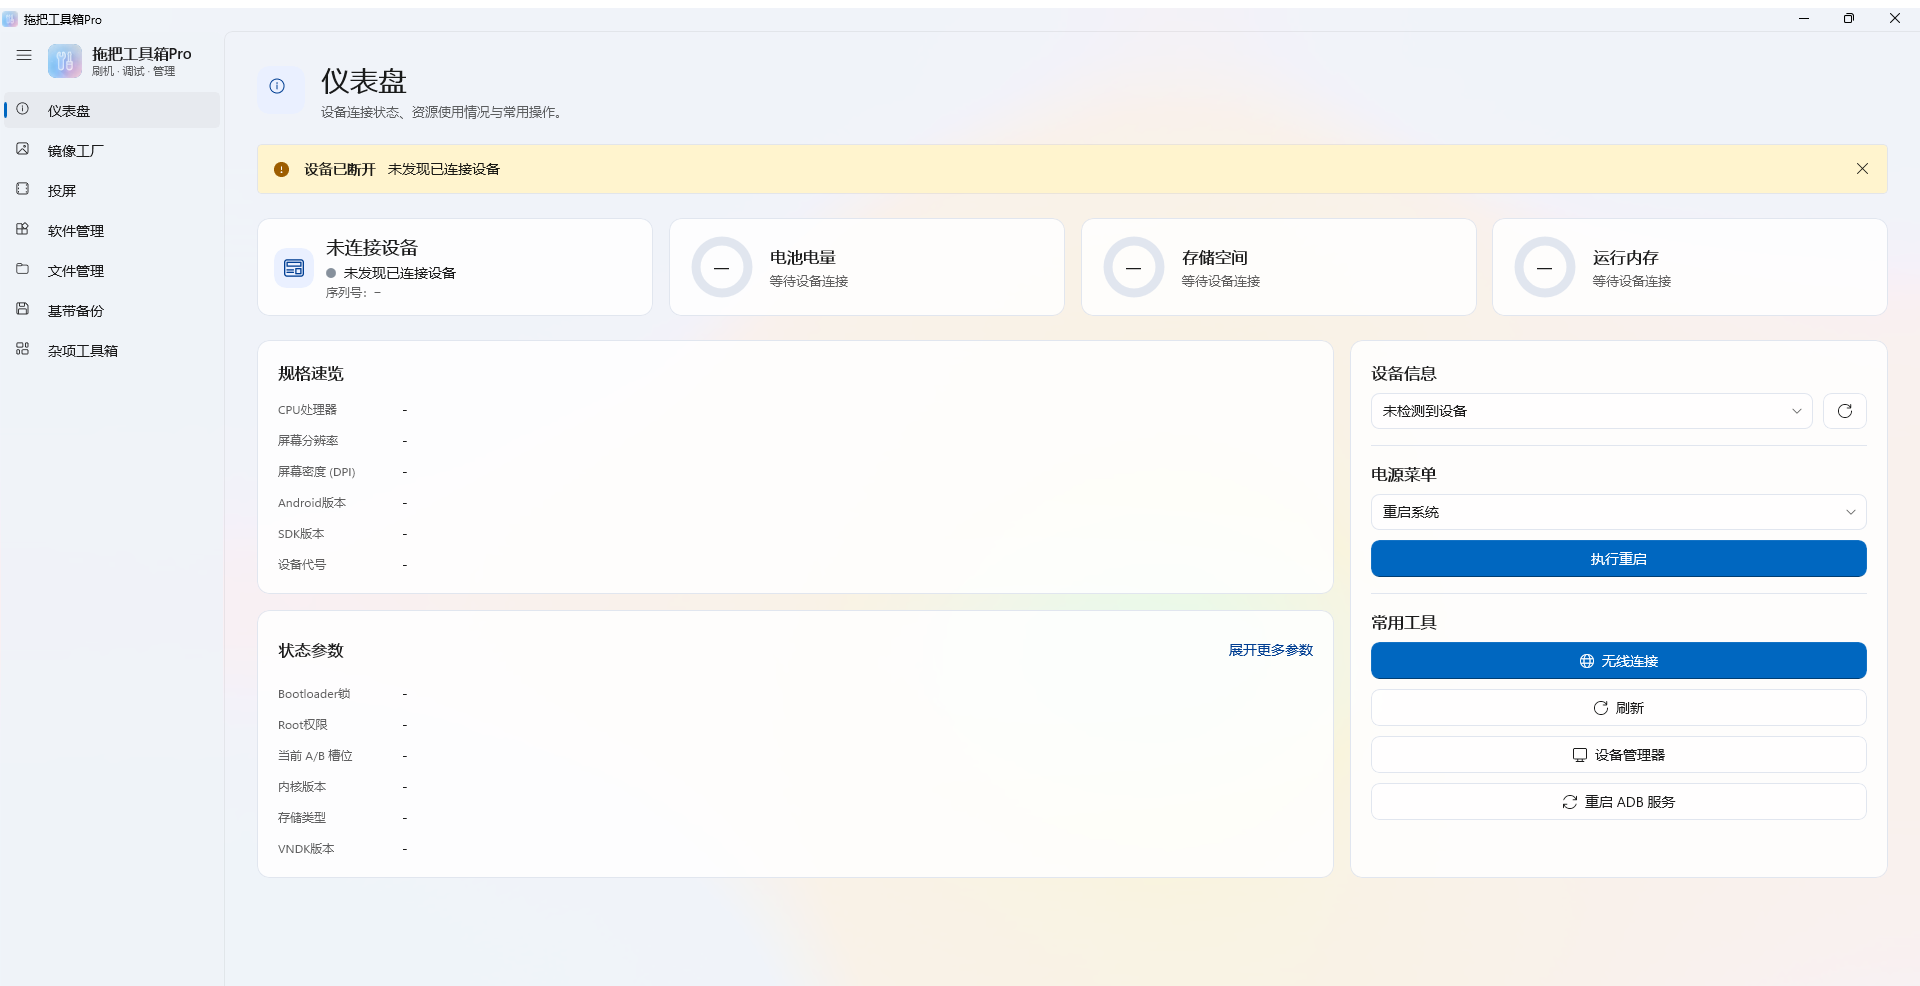 拖把工具箱Pro
拖把工具箱Pro
刷机 · 调试 · 管理
仪表盘
镜像工厂
投屏
软件管理
文件管理
基带备份
杂项工具箱
仪表盘
设备连接状态、资源使用情况与常用操作。
设备已断开 未发现已连接设备
未连接设备
未发现已连接设备
序列号: -
— 电池电量
等待设备连接
— 存储空间
等待设备连接
— 运行内存
等待设备连接
规格速览
CPU处理器 -
屏幕分辨率 -
屏幕密度 (DPI) -
Android版本 -
SDK版本 -
设备代号 -
状态参数 展开更多参数
Bootloader锁 -
Root权限 -
当前 A/B 槽位 -
内核版本 -
存储类型 -
VNDK版本 -
设备信息
未检测到设备
电源菜单
重启系统
执行重启
常用工具
无线连接
刷新
设备管理器
重启 ADB 服务